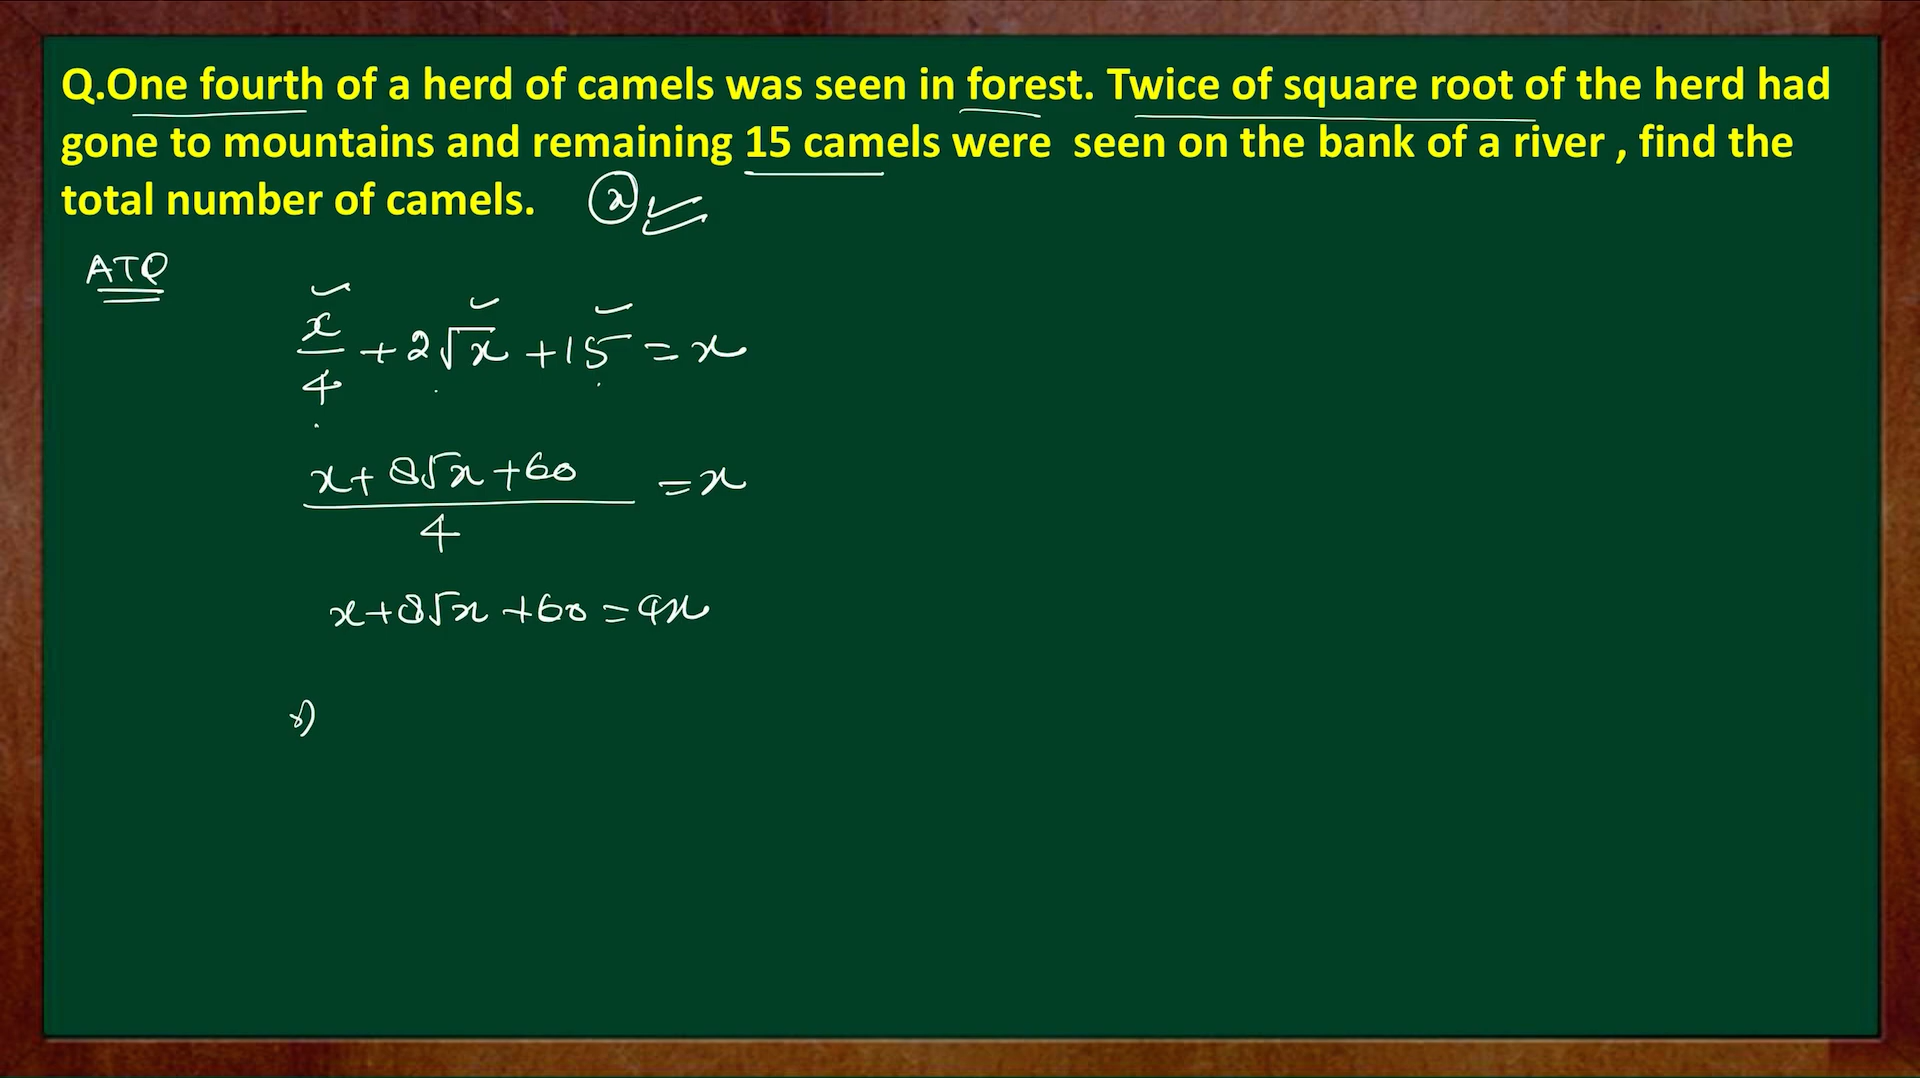 Q.One fourth of a herd of camels was seen in forest. Twice of square root of the herd had
gone to mountains and remaining 15 camels were seen on the bank of a river , find the
total number of camels. x
ATQ
x/4 + 2√x + 15 = x
x + 8√x + 60 / 4 = x
x + 8√x + 60 = 4x